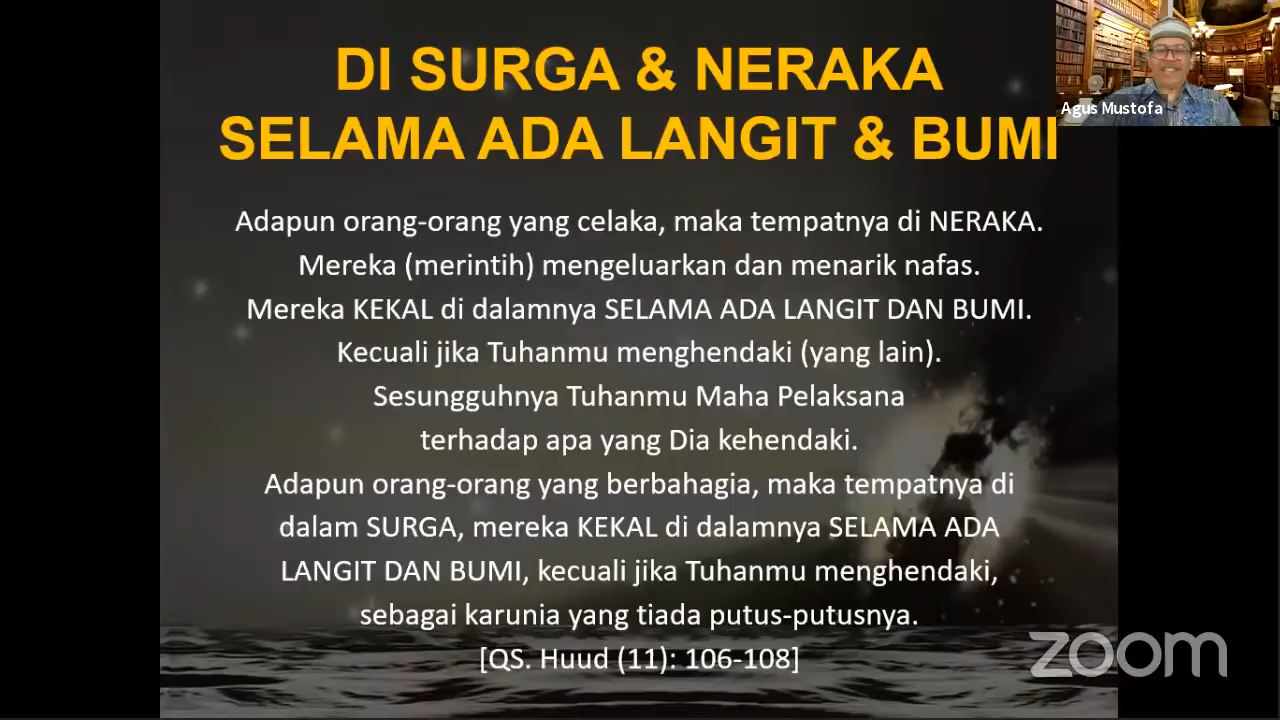 DI SURGA & NERAKA
SELAMA ADA LANGIT & BUMI
Agus Mustofa
Adapun orang-orang yang celaka, maka tempatnya di NERAKA.
Mereka (merintih) mengeluarkan dan menarik nafas.
Mereka KEKAL di dalamnya SELAMA ADA LANGIT DAN BUMI.
Kecuali jika Tuhanmu menghendaki (yang lain).
Sesungguhnya Tuhanmu Maha Pelaksana
terhadap apa yang Dia kehendaki.
Adapun orang-orang yang berbahagia, maka tempatnya di
dalam SURGA, mereka KEKAL di dalamnya SELAMA ADA
LANGIT DAN BUMI, kecuali jika Tuhanmu menghendaki,
sebagai karunia yang tiada putus-putusnya.
[QS. Huud (11): 106-108]
zoom